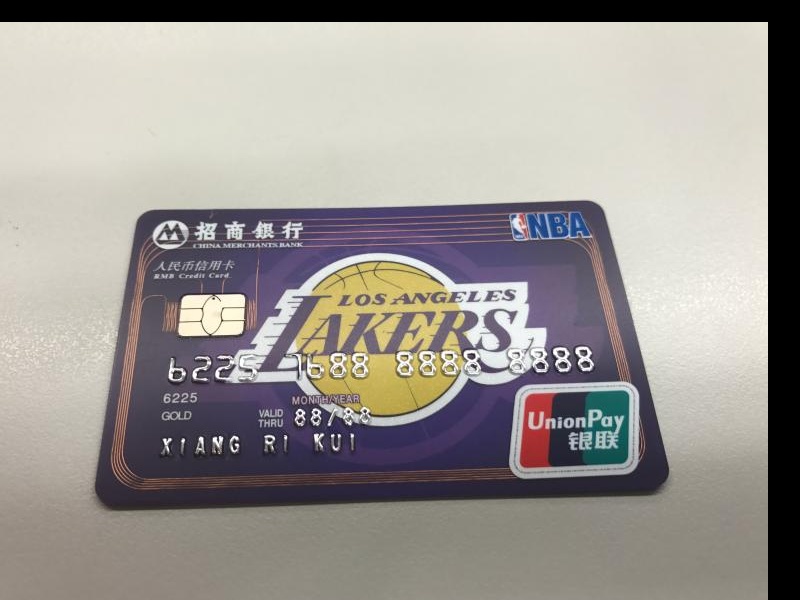 招商银行 NBA
CHINA MERCHANTS BANK
人民币信用卡
RMB Credit Card
LOS ANGELES
LAKERS
6225 7688 8888 8888
6225
MONTH/YEAR
GOLD VALID THRU 88/88
XIANG RI KUI
UnionPay
银联